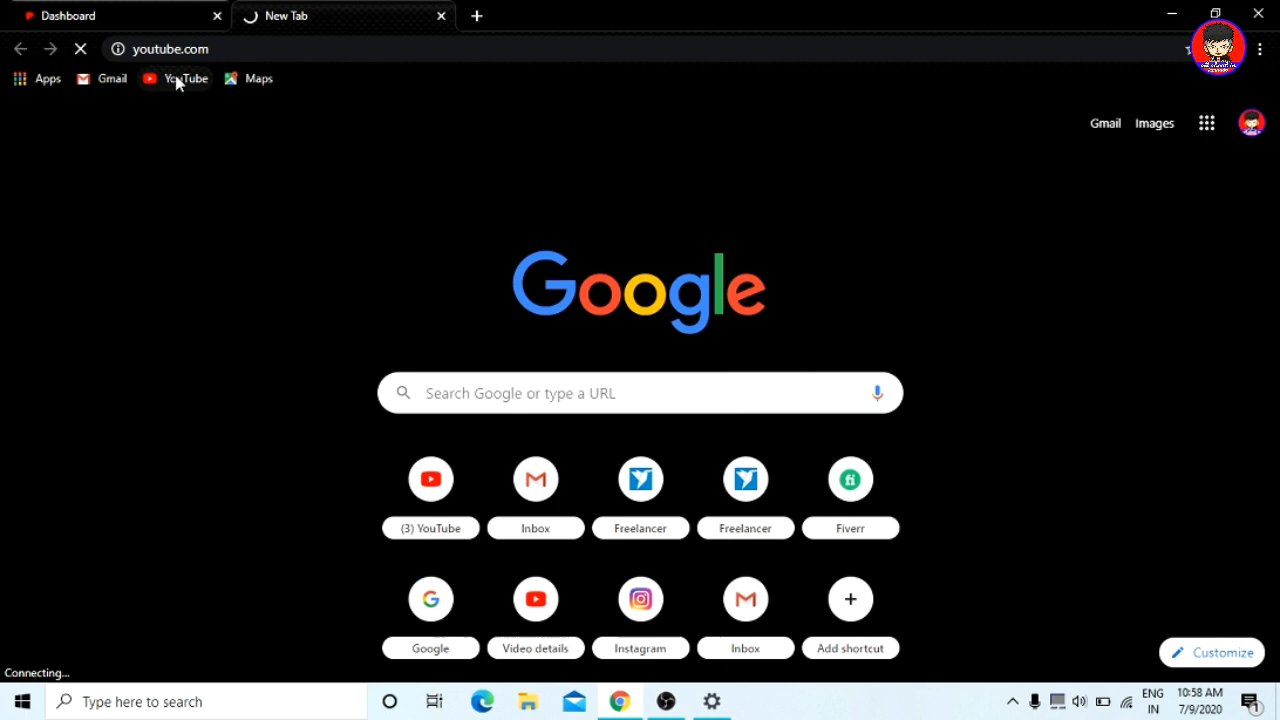 Dashboard
New Tab
youtube.com
Apps
Gmail
YouTube
Maps
Gmail
Images
Google
Search Google or type a URL
(3) YouTube
Inbox
Freelancer
Freelancer
Fiverr
Google
Video details
Instagram
Inbox
Add shortcut
Customize
Connecting...
Type here to search
ENG
IN
10:58 AM
7/9/2020
1